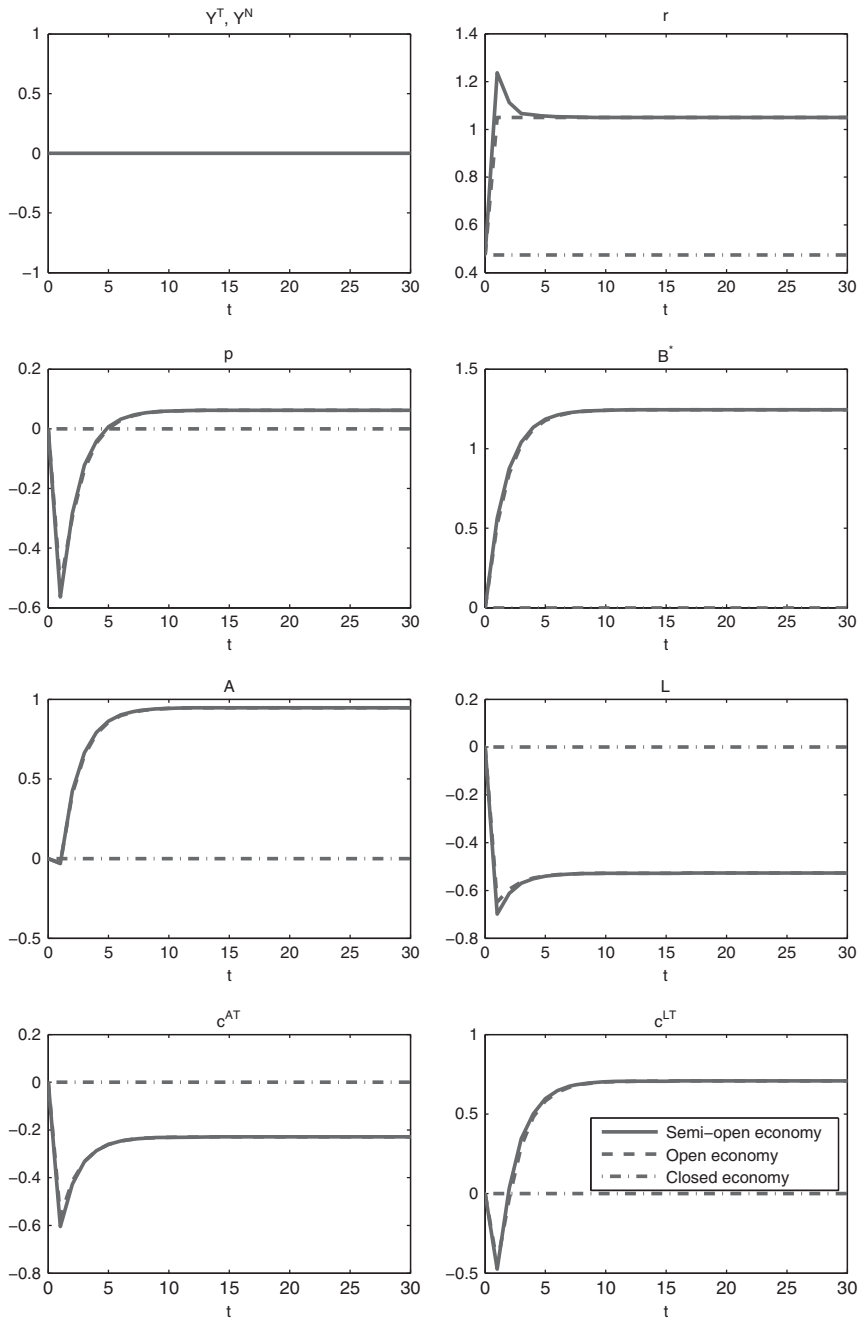 Y^T, Y^N
1
0.5
0
−0.5
−1
0 5 10 15 20 25 30
t
r
1.4
1.2
1
0.8
0.6
0.4
0 5 10 15 20 25 30
t
p
0.2
0
−0.2
−0.4
−0.6
0 5 10 15 20 25 30
t
B^*
1.5
1
0.5
0
0 5 10 15 20 25 30
t
A
1
0.5
0
−0.5
0 5 10 15 20 25 30
t
L
0.2
0
−0.2
−0.4
−0.6
−0.8
0 5 10 15 20 25 30
t
c^AT
0.2
0
−0.2
−0.4
−0.6
−0.8
0 5 10 15 20 25 30
t
c^LT
1
0.5
0
−0.5
Semi−open economy
Open economy
Closed economy
0 5 10 15 20 25 30
t